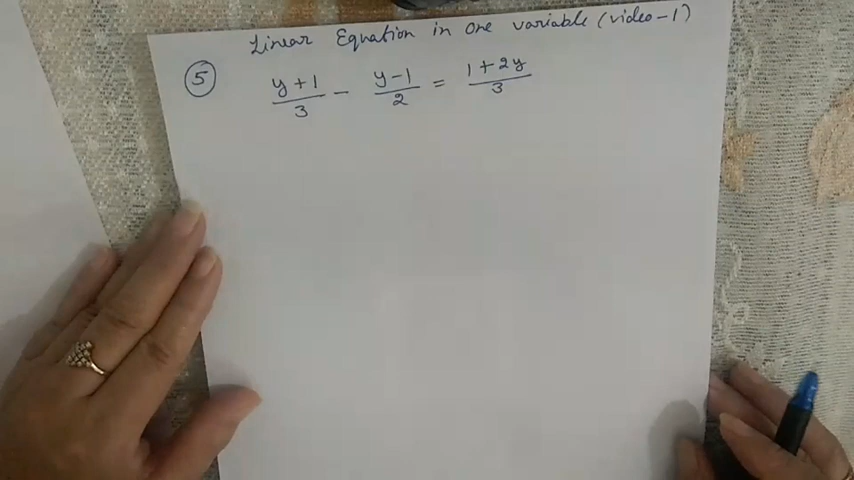 Linear Equation in one variable (video-1)
5 y+1/3 - y-1/2 = 1+2y/3